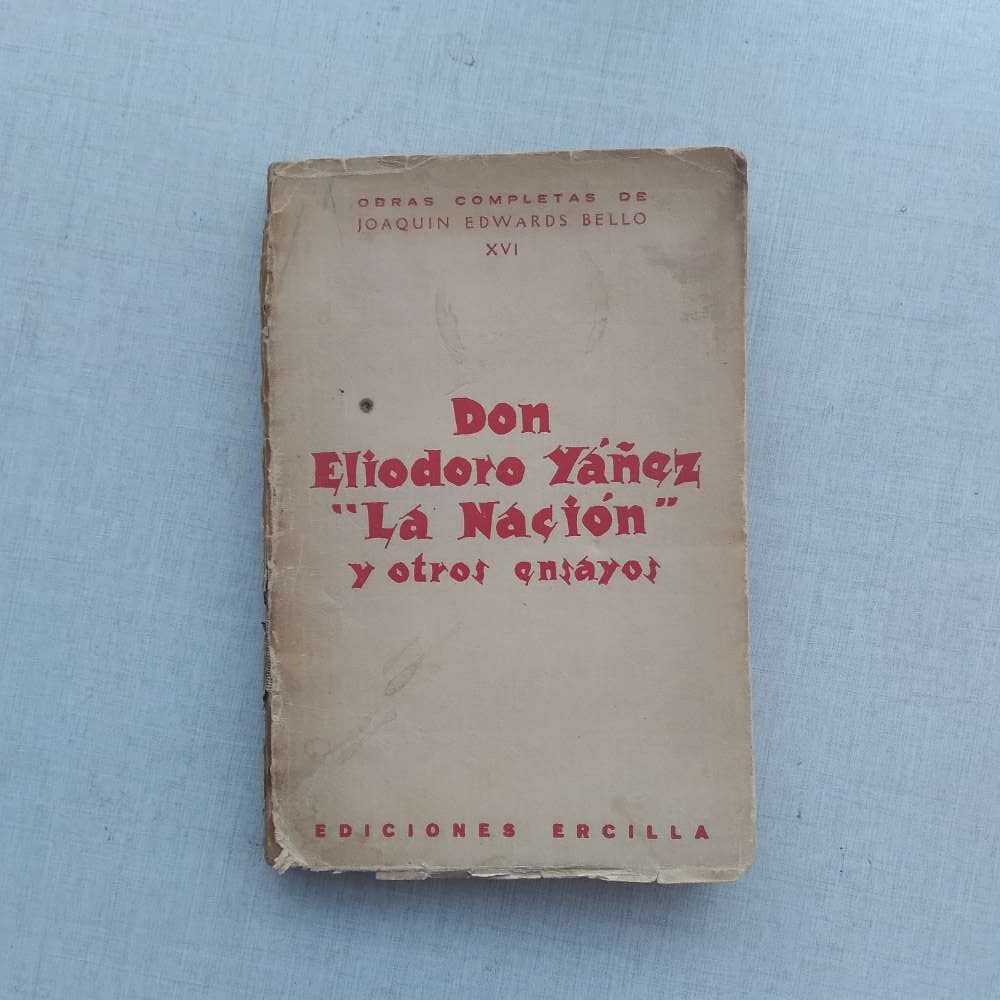 OBRAS COMPLETAS DE
JOAQUIN EDWARDS BELLO
XVI
Don
Eliodoro Yáñez
"La Nación"
y otros ensayos
EDICIONES ERCILLA